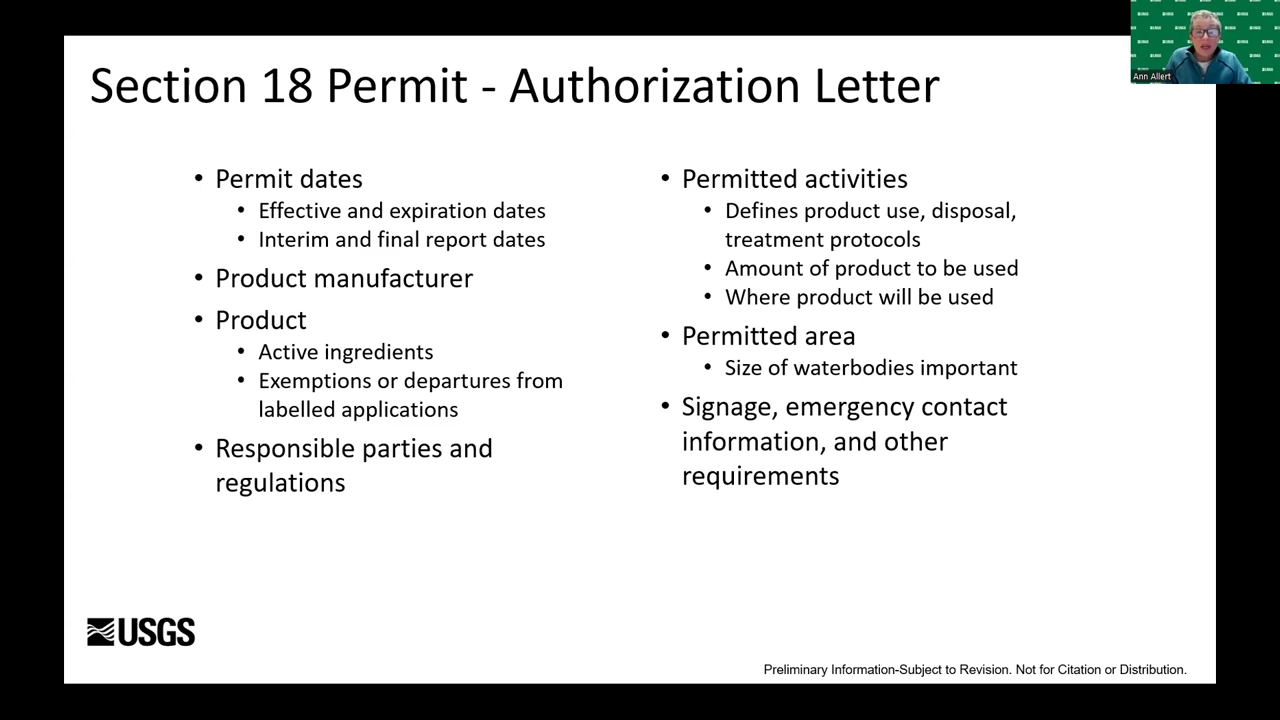 Section 18 Permit - Authorization Letter
• Permit dates
• Effective and expiration dates
• Interim and final report dates
• Product manufacturer
• Product
• Active ingredients
• Exemptions or departures from
labelled applications
• Responsible parties and
regulations
• Permitted activities
• Defines product use, disposal,
treatment protocols
• Amount of product to be used
• Where product will be used
• Permitted area
• Size of waterbodies important
• Signage, emergency contact
information, and other
requirements
USGS
Preliminary Information-Subject to Revision. Not for Citation or Distribution.
Ann Allert